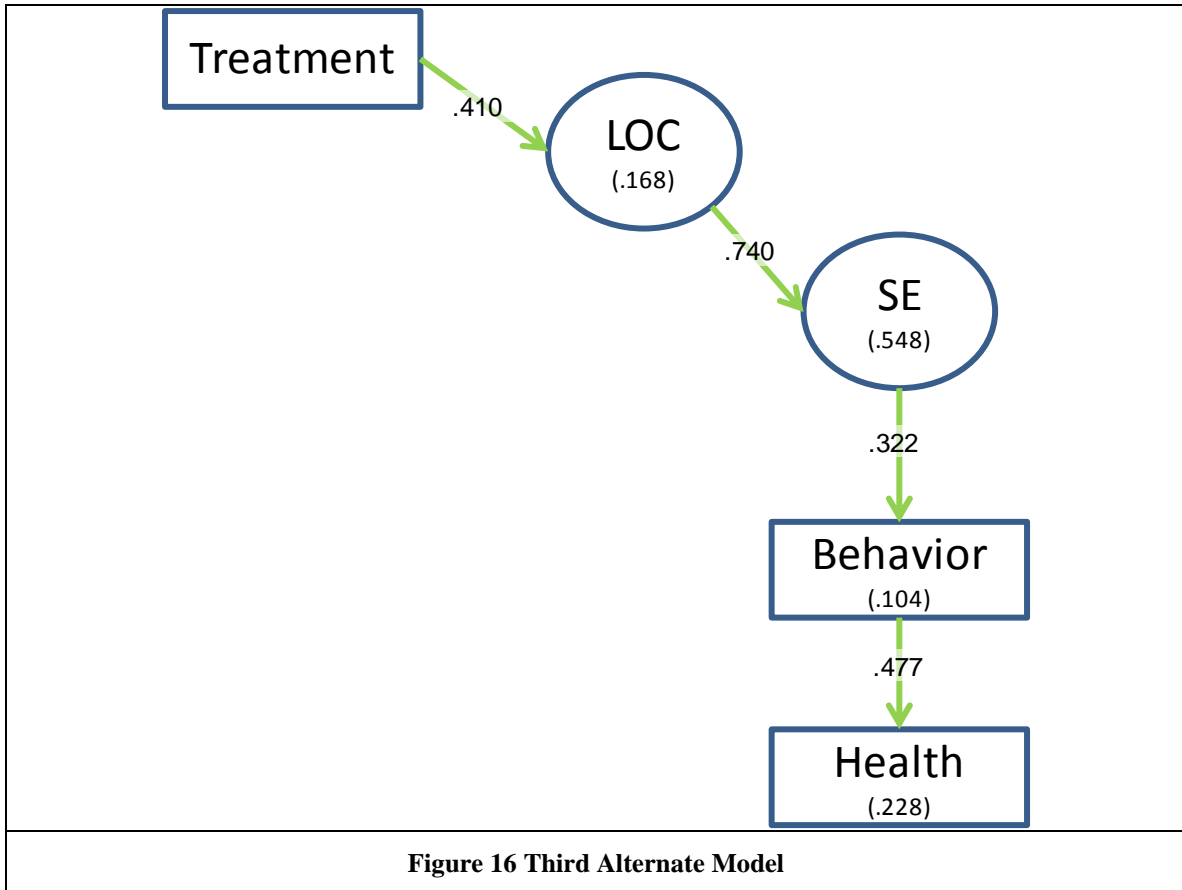 Treatment
.410
LOC
(.168)
.740
SE
(.548)
.322
Behavior
(.104)
.477
Health
(.228)
Figure 16 Third Alternate Model